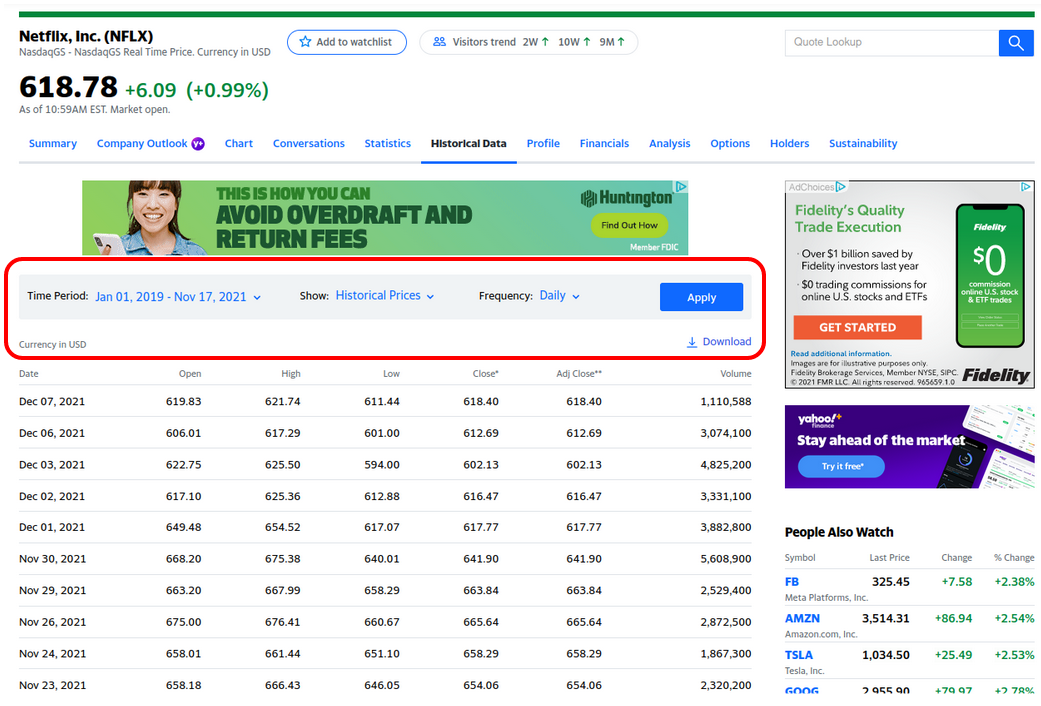 Netflix, Inc. (NFLX)
NasdaqGS - NasdaqGS Real Time Price. Currency in USD
Add to watchlist
Visitors trend 2W ↑ 10W ↑ 9M ↑
Quote Lookup
618.78 +6.09 (+0.99%)
As of 10:59AM EST. Market open.
Summary Company Outlook Y+ Chart Conversations Statistics Historical Data Profile Financials Analysis Options Holders Sustainability
THIS IS HOW YOU CAN
AVOID OVERDRAFT AND
RETURN FEES
Huntington
Find Out How
Member FDIC
AdChoices
Fidelity's Quality
Trade Execution
· Over $1 billion saved by
Fidelity investors last year
· $0 trading commissions for
online U.S. stocks and ETFs
GET STARTED
Fidelity
$0
commission
online U.S. stock
& ETF trades
Read additional information.
Images are for illustrative purposes only.
Fidelity Brokerage Services, Member NYSE, SIPC.
© 2021 FMR LLC. All rights reserved. 965659.1.0
Fidelity
Time Period: Jan 01, 2019 - Nov 17, 2021 Show: Historical Prices Frequency: Daily Apply
Currency in USD Download
Date Open High Low Close* Adj Close** Volume
Dec 07, 2021 619.83 621.74 611.44 618.40 618.40 1,110,588
Dec 06, 2021 606.01 617.29 601.00 612.69 612.69 3,074,100
Dec 03, 2021 622.75 625.50 594.00 602.13 602.13 4,825,200
Dec 02, 2021 617.10 625.36 612.88 616.47 616.47 3,331,100
Dec 01, 2021 649.48 654.52 617.07 617.77 617.77 3,882,800
Nov 30, 2021 668.20 675.38 640.01 641.90 641.90 5,608,900
Nov 29, 2021 663.20 667.99 658.29 663.84 663.84 2,529,400
Nov 26, 2021 675.00 676.41 660.67 665.64 665.64 2,872,500
Nov 24, 2021 658.01 661.44 651.10 658.29 658.29 1,867,300
Nov 23, 2021 658.18 666.43 646.05 654.06 654.06 2,320,200
yahoo!+
finance
Stay ahead of the market
Try it free*
People Also Watch
Symbol Last Price Change % Change
FB 325.45 +7.58 +2.38%
Meta Platforms, Inc.
AMZN 3,514.31 +86.94 +2.54%
Amazon.com, Inc.
TSLA 1,034.50 +25.49 +2.53%
Tesla, Inc.
GOOG 2,955.90 +79.97 +2.78%